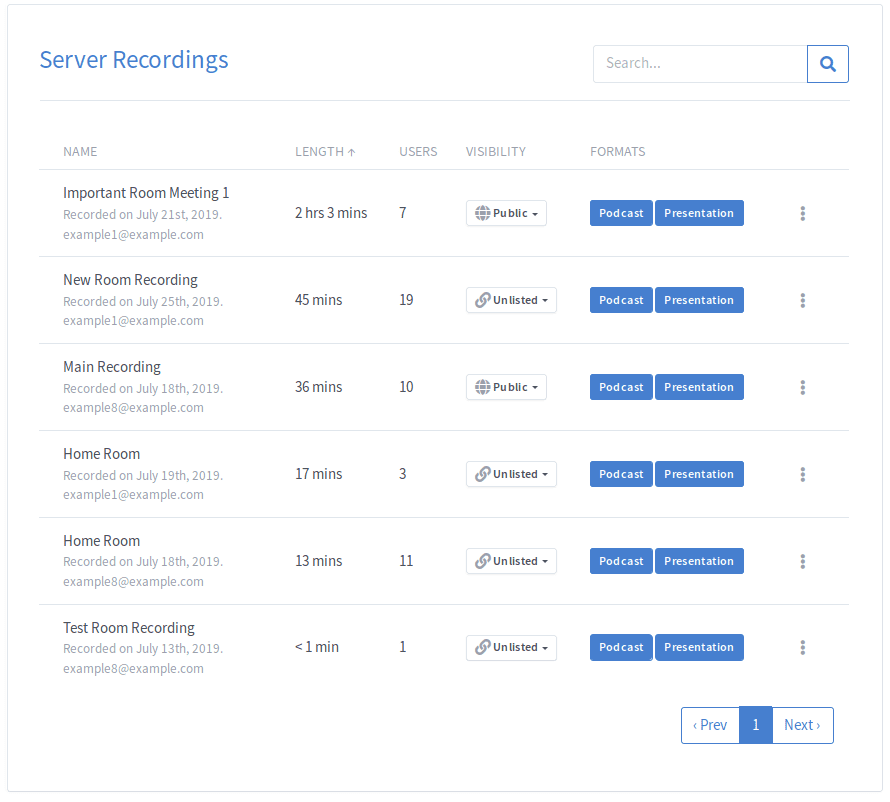 Server Recordings
Search...
NAME LENGTH ↑ USERS VISIBILITY FORMATS
Important Room Meeting 1
Recorded on July 21st, 2019.
example1@example.com
2 hrs 3 mins 7 Public Podcast Presentation
New Room Recording
Recorded on July 25th, 2019.
example1@example.com
45 mins 19 Unlisted Podcast Presentation
Main Recording
Recorded on July 18th, 2019.
example8@example.com
36 mins 10 Public Podcast Presentation
Home Room
Recorded on July 19th, 2019.
example1@example.com
17 mins 3 Unlisted Podcast Presentation
Home Room
Recorded on July 18th, 2019.
example8@example.com
13 mins 11 Unlisted Podcast Presentation
Test Room Recording
Recorded on July 13th, 2019.
example8@example.com
< 1 min 1 Unlisted Podcast Presentation
‹ Prev 1 Next ›